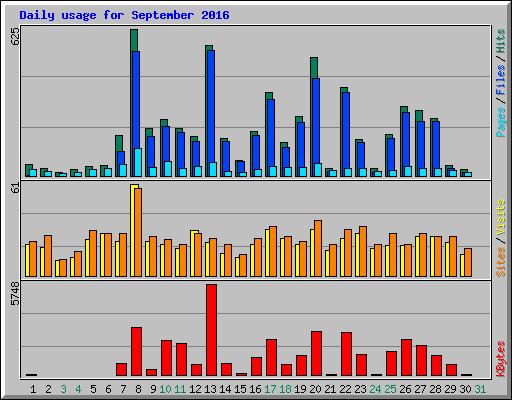 Daily usage for September 2016
625
Pages / Files / Hits
61
Sites / Visits
5748
KBytes
1 2 3 4 5 6 7 8 9 10 11 12 13 14 15 16 17 18 19 20 21 22 23 24 25 26 27 28 29 30 31